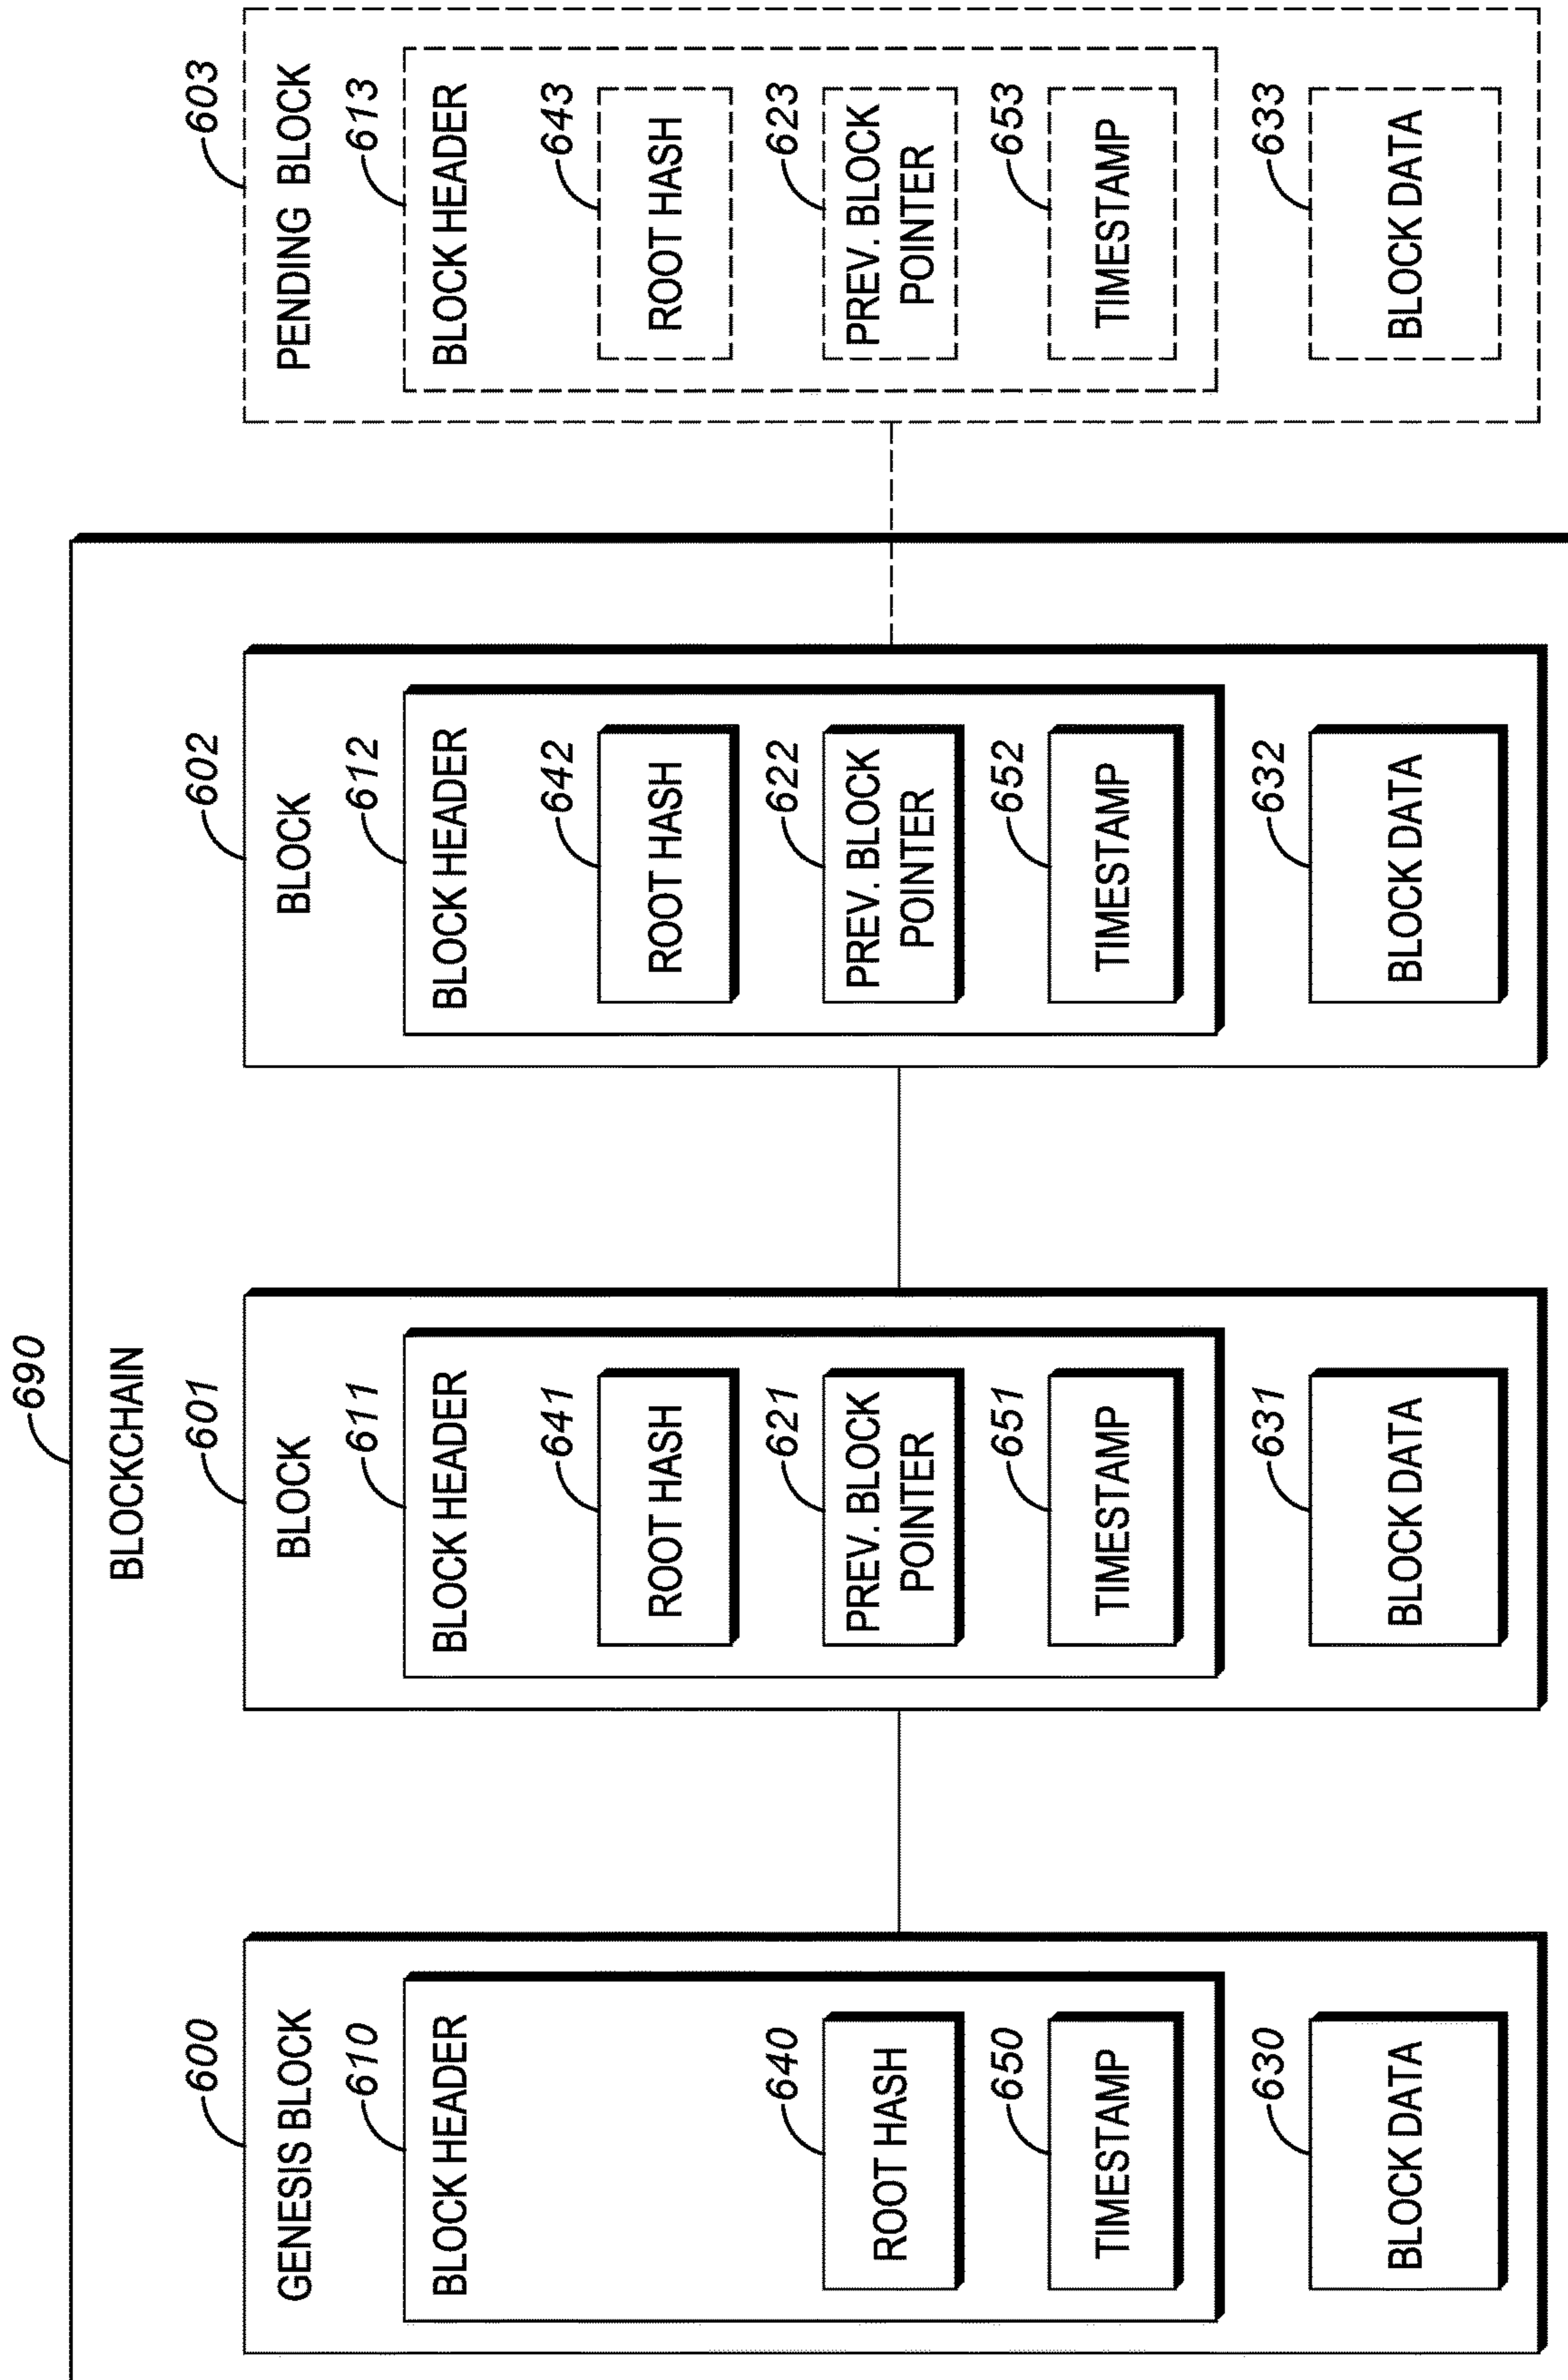 690
BLOCKCHAIN
600
GENESIS BLOCK
610
BLOCK HEADER
640
ROOT HASH
650
TIMESTAMP
630
BLOCK DATA
601
BLOCK
611
BLOCK HEADER
641
ROOT HASH
621
PREV. BLOCK
POINTER
651
TIMESTAMP
631
BLOCK DATA
602
BLOCK
612
BLOCK HEADER
642
ROOT HASH
622
PREV. BLOCK
POINTER
652
TIMESTAMP
632
BLOCK DATA
603
PENDING BLOCK
613
BLOCK HEADER
643
ROOT HASH
623
PREV. BLOCK
POINTER
653
TIMESTAMP
633
BLOCK DATA